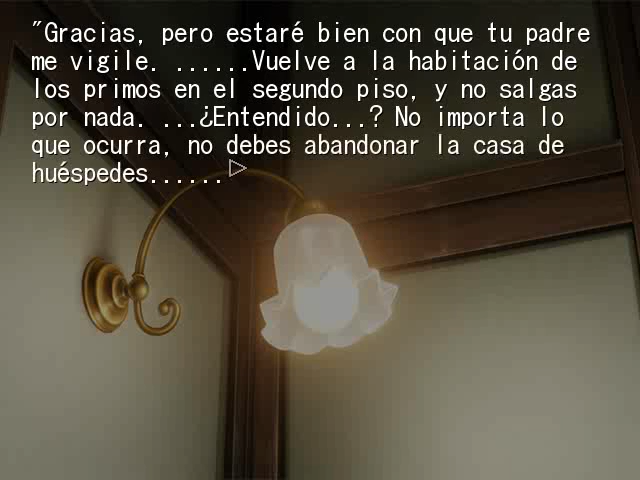 "Gracias, pero estaré bien con que tu padre
me vigile. ......Vuelve a la habitación de
los primos en el segundo piso, y no salgas
por nada. ...¿Entendido...? No importa lo
que ocurra, no debes abandonar la casa de
huéspedes......